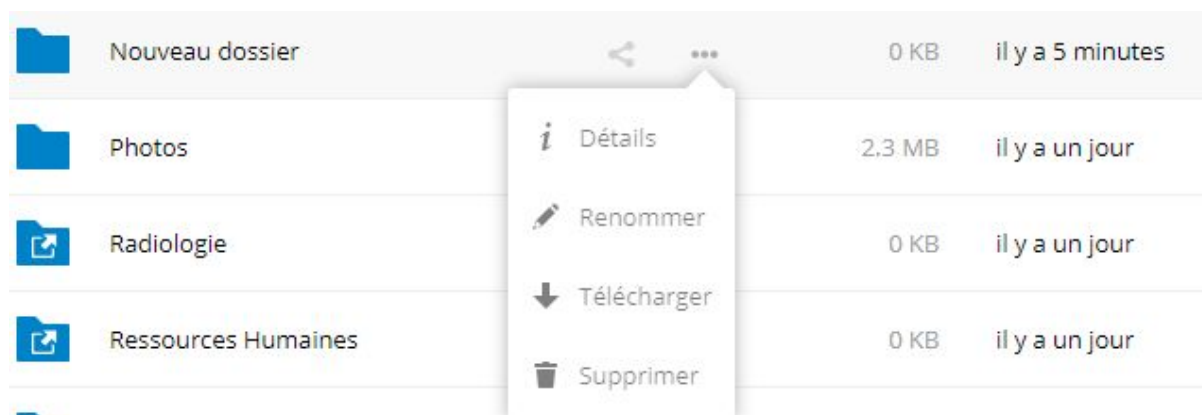 Nouveau dossier 0 KB il y a 5 minutes
Détails
Photos 2.3 MB il y a un jour
Renommer
Radiologie 0 KB il y a un jour
Télécharger
Ressources Humaines 0 KB il y a un jour
Supprimer